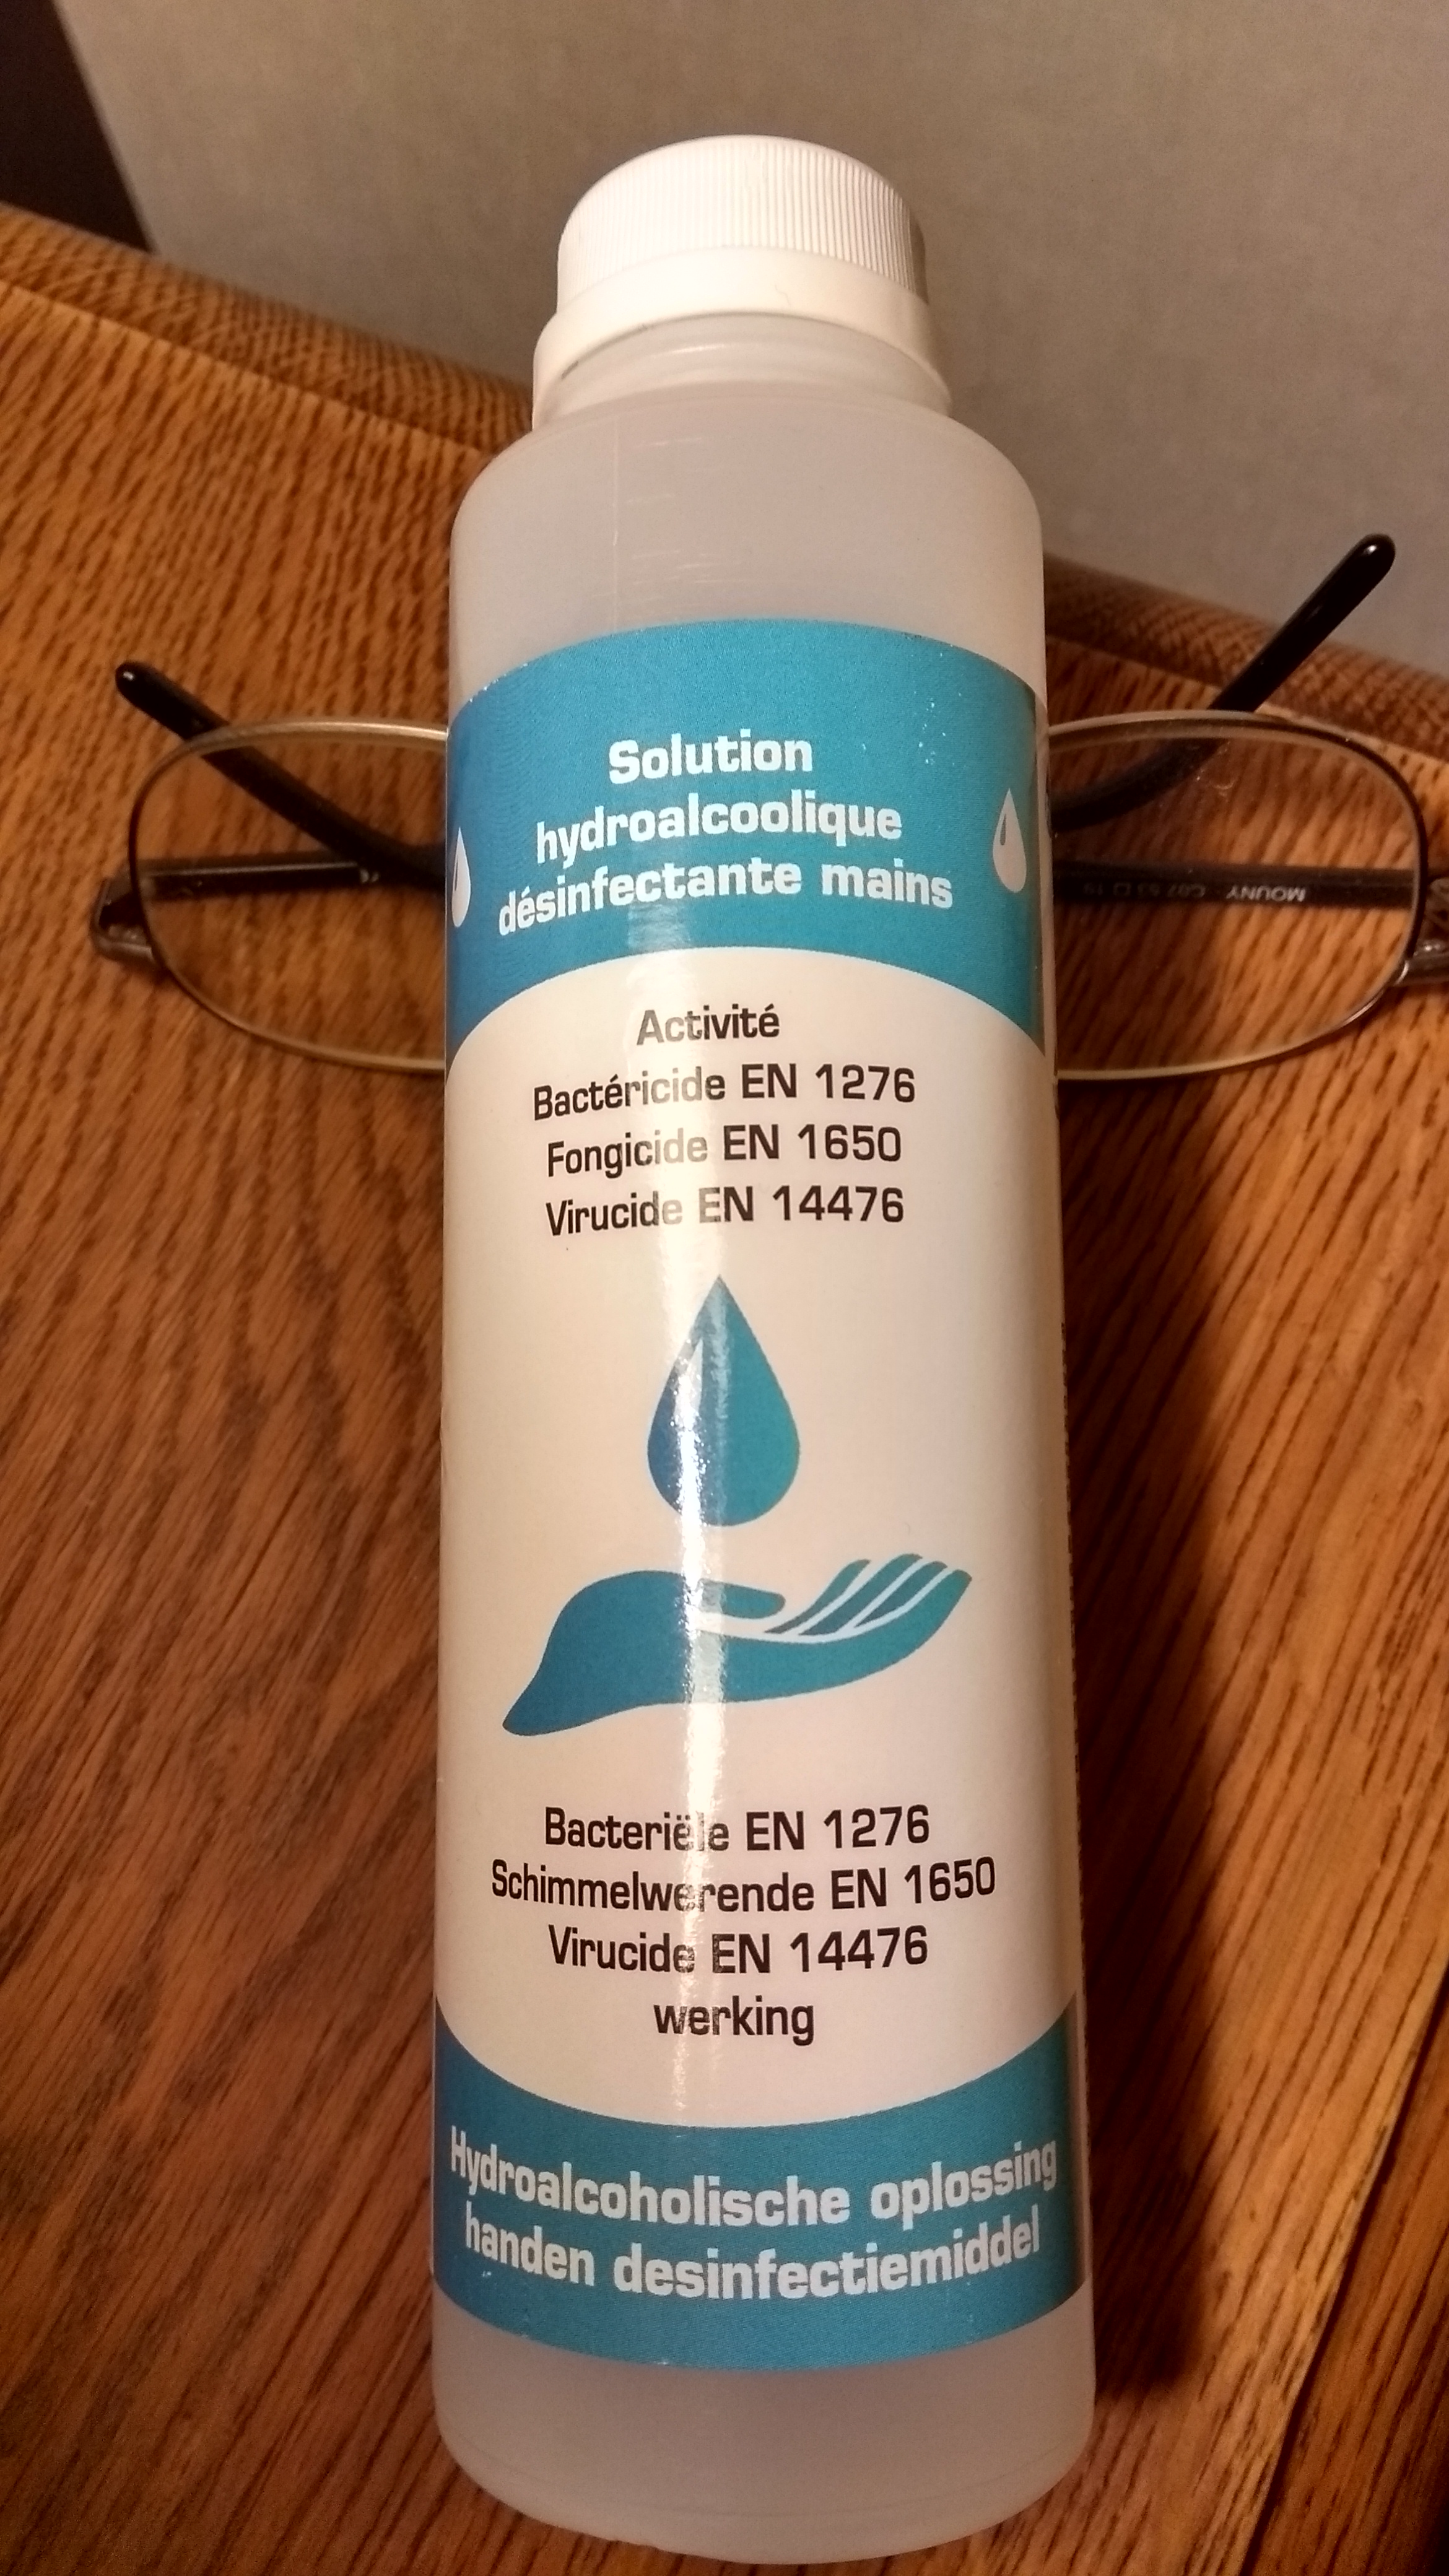 Solution
hydroalcoolique
désinfectante mains
Activité
Bactéricide EN 1276
Fongicide EN 1650
Virucide EN 14476
Bacteriële EN 1276
Schimmelwerende EN 1650
Virucide EN 14476
werking
Hydroalcoholische oplossing
handen desinfectiemiddel
MOUNY